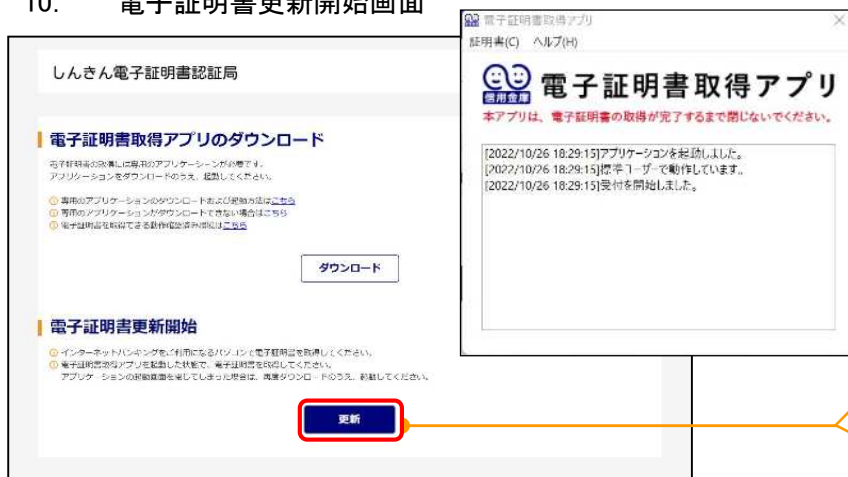 10. 電子証明書更新開始画面
しんきん電子証明書認証局
電子証明書取得アプリのダウンロード
電子証明書の取得には専用のアプリケーションが必要です。
アプリケーションをダウンロードのうえ、起動してください。
専用のアプリケーションのダウンロードおよび起動方法はこちら
専用のアプリケーションがダウンロードできない場合はこちら
電子証明書を取得できる動作確認済み環境はこちら
ダウンロード
電子証明書更新開始
インターネットバンキングをご利用になるパソコンで電子証明書を取得してください。
電子証明書取得アプリを起動した状態で、電子証明書を取得してください。
アプリケーションの起動画面を閉じてしまった場合は、再度ダウンロードのうえ、起動してください。
更新
電子証明書取得アプリ
証明書(C) ヘルプ(H)
信用金庫
電子証明書取得アプリ
本アプリは、電子証明書の取得が完了するまで閉じないでください。
[2022/10/26 18:29:15]アプリケーションを起動しました。
[2022/10/26 18:29:15]標準ユーザーで動作しています。
[2022/10/26 18:29:15]受付を開始しました。